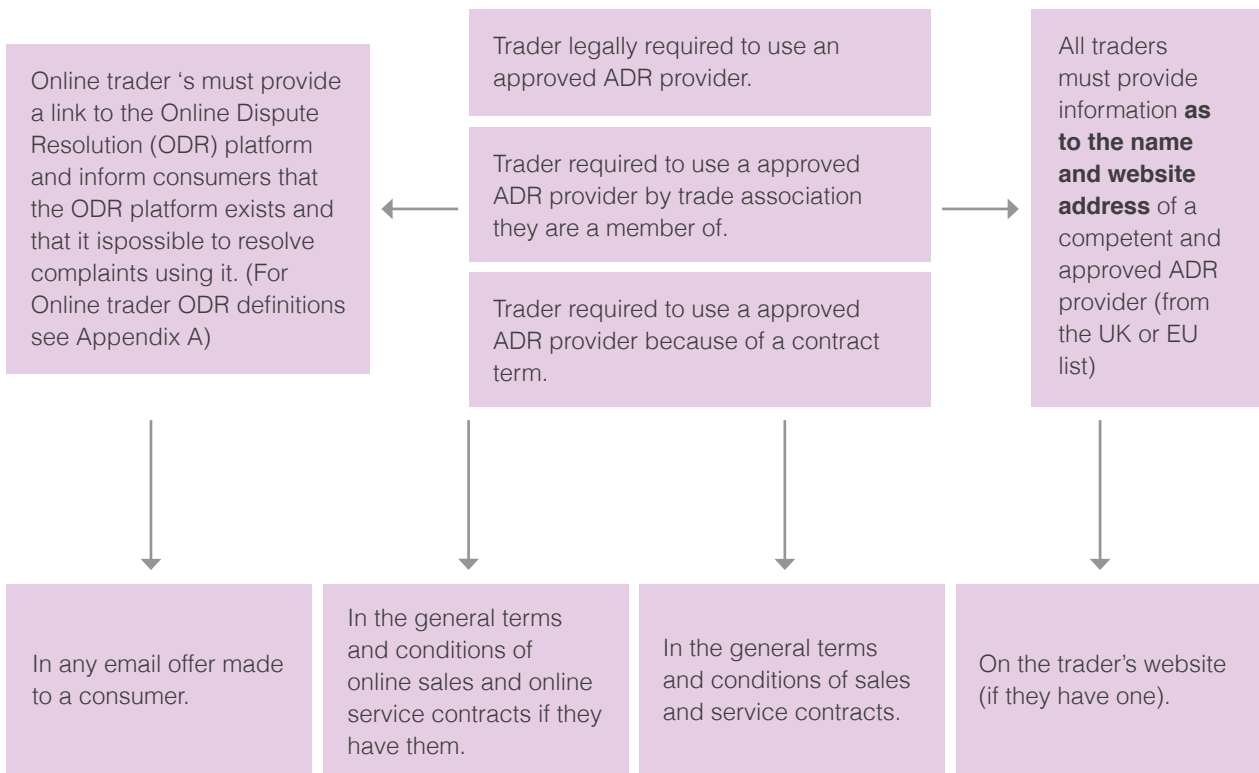 Online trader ‘s must provide
a link to the Online Dispute
Resolution (ODR) platform
and inform consumers that
the ODR platform exists and
that it ispossible to resolve
complaints using it. (For
Online trader ODR definitions
see Appendix A)
Trader legally required to use an
approved ADR provider.
Trader required to use a approved
ADR provider by trade association
they are a member of.
Trader required to use a approved
ADR provider because of a contract
term.
All traders
must provide
information as
to the name
and website
address of a
competent and
approved ADR
provider (from
the UK or EU
list)
In any email offer made
to a consumer.
In the general terms
and conditions of
online sales and online
service contracts if they
have them.
In the general terms
and conditions of sales
and service contracts.
On the trader’s website
(if they have one).